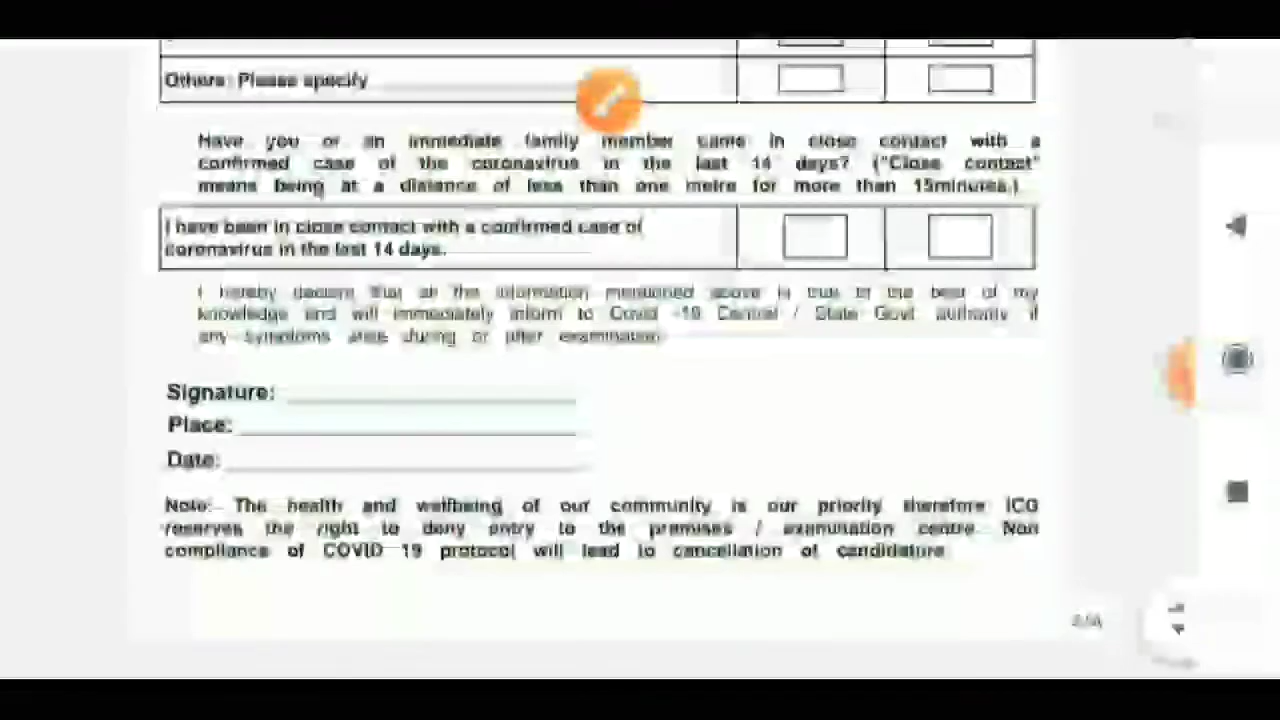 Others: Please specify
Have you or an immediate family member came in close contact with a
confirmed case of the coronavirus in the last 14 days? ("Close contact"
means being at a distance of less than one metre for more than 15minutes.)
I have been in close contact with a confirmed case of
coronavirus in the last 14 days.
I hereby declare that all the information mentioned above is true to the best of my
knowledge and will immediately inform to Covid -19 Central / State Govt authority if
any symptoms arise during or after examination
Signature:
Place:
Date:
Note: The health and wellbeing of our community is our priority therefore ICG
reserves the right to deny entry to the premises / examination centre Non
compliance of COVID 19 protocol will lead to cancellation of candidature